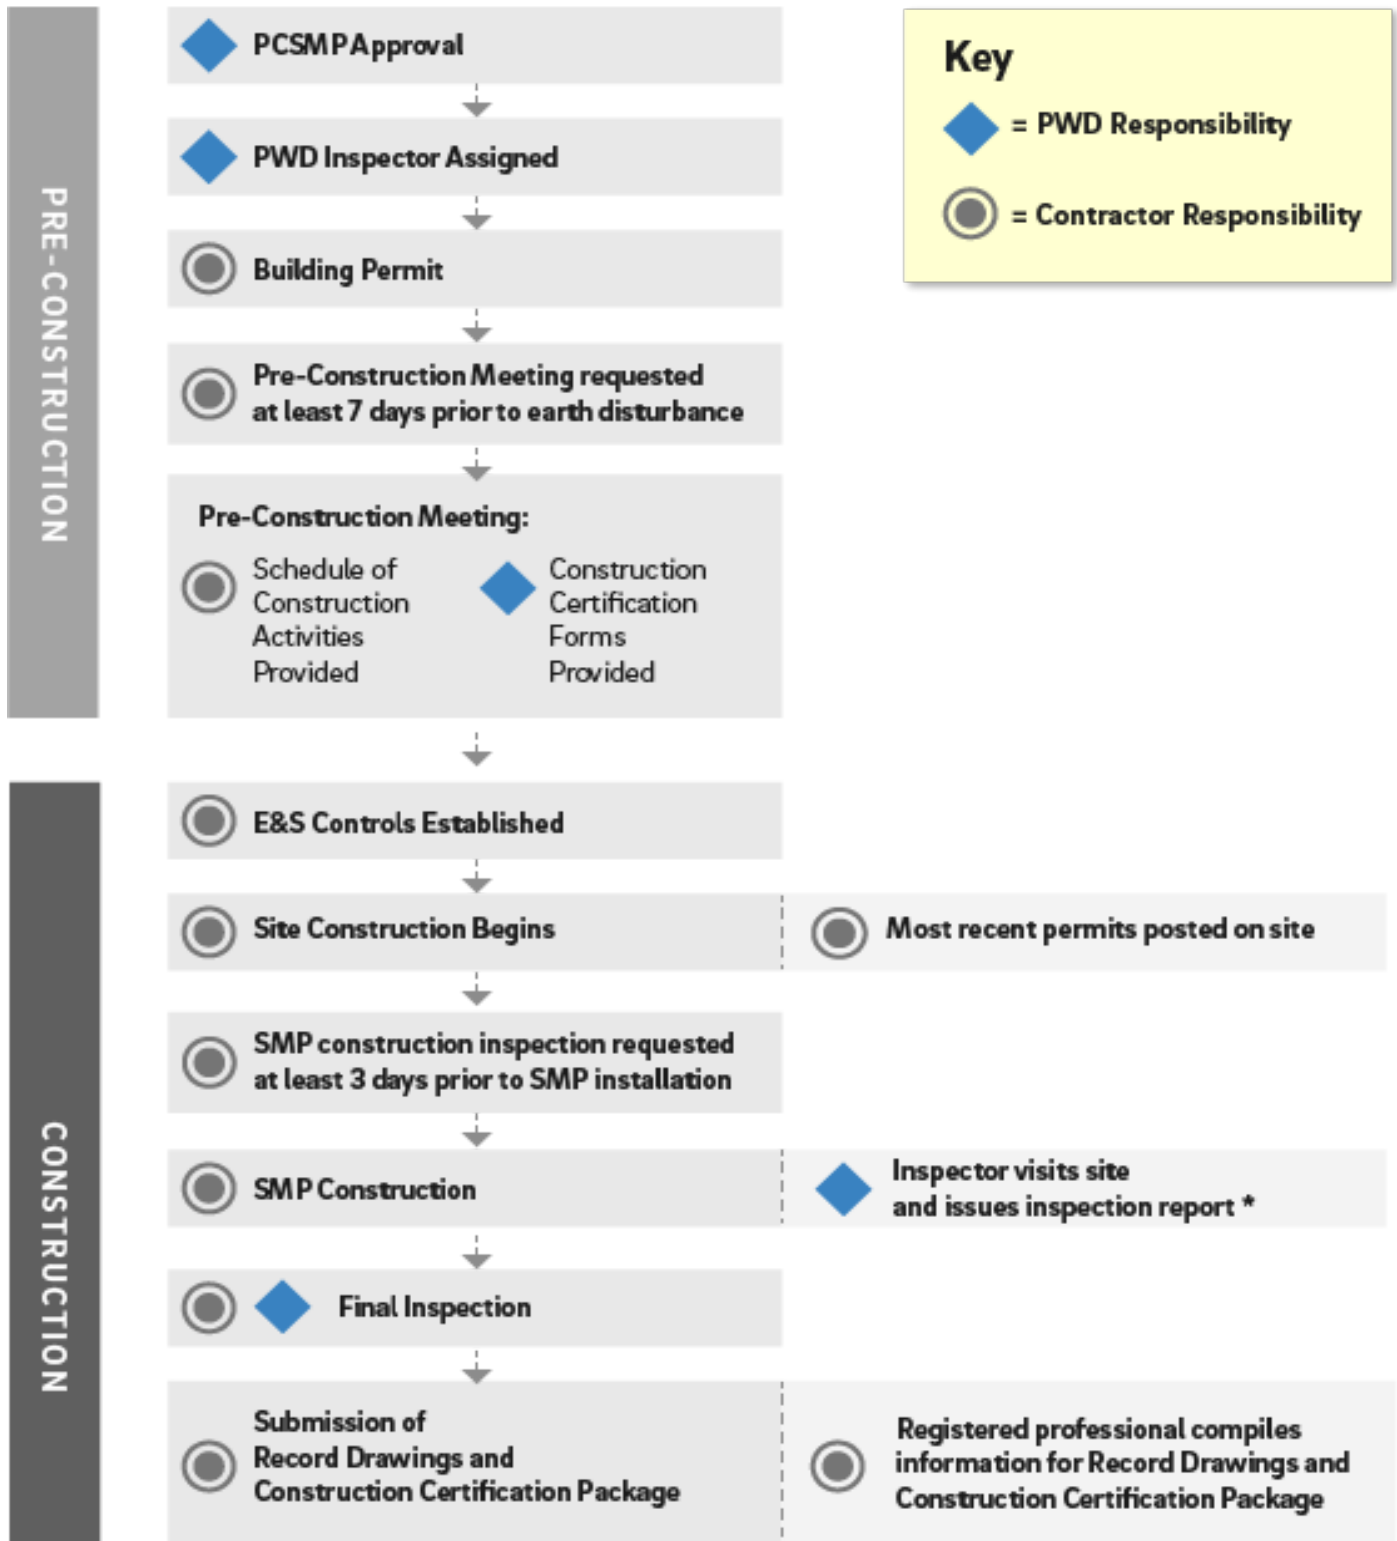 PCSMP Approval
Key
= PWD Responsibility
= Contractor Responsibility
PWD Inspector Assigned
Building Permit
Pre-Construction Meeting requested
at least 7 days prior to earth disturbance
PRE-CONSTRUCTION
Pre-Construction Meeting:
Schedule of
Construction
Activities
Provided
Construction
Certification
Forms
Provided
E&S Controls Established
Site Construction Begins
Most recent permits posted on site
SMP construction inspection requested
at least 3 days prior to SMP installation
CONSTRUCTION
SMP Construction
Inspector visits site
and issues inspection report *
Final Inspection
Submission of
Record Drawings and
Construction Certification Package
Registered professional compiles
information for Record Drawings and
Construction Certification Package